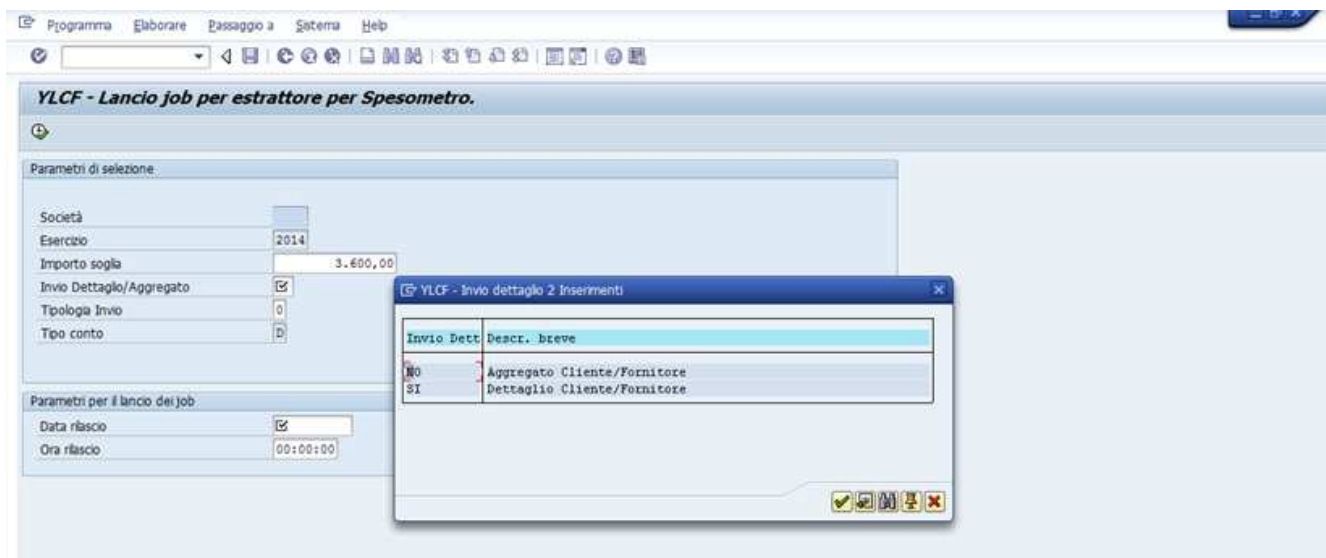 Programma Elaborare Passaggio a Sistema Help
YLCF - Lancio job per estrattore per Spesometro.
Parametri di selezione
Società
Esercizio 2014
Importo soglia 3.600,00
Invio Dettaglio/Aggregato
Tipologia Invio 0
Tipo conto D
Parametri per il lancio dei job
Data rilascio
Ora rilascio 00:00:00
YLCF - Invio dettaglio 2 Inserimenti
Invio Dett Descr. breve
NO Aggregato Cliente/Fornitore
SI Dettaglio Cliente/Fornitore